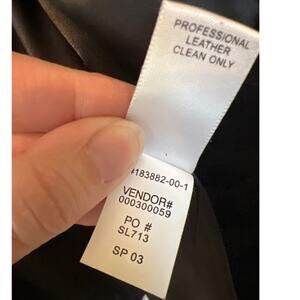 PROFESSIONAL
LEATHER
CLEAN ONLY
#183882-00-1
VENDOR#
000300059
PO #
SL713
SP 03